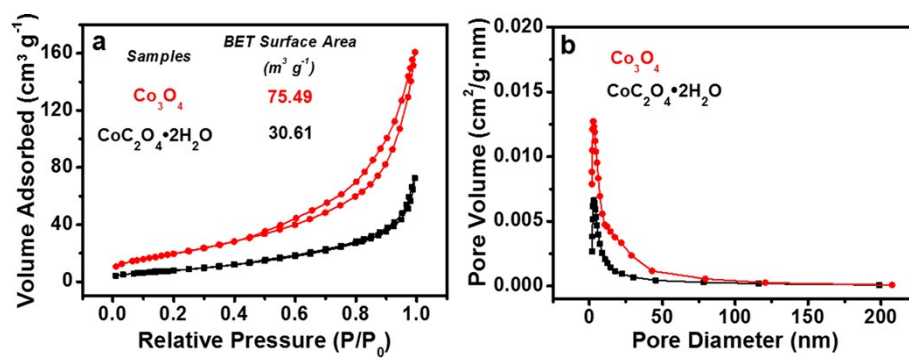 a
Samples
BET Surface Area
(m³ g⁻¹)
Co₃O₄
75.49
CoC₂O₄•2H₂O
30.61
Volume Adsorbed (cm³ g⁻¹)
160
120
80
40
0
0.0 0.2 0.4 0.6 0.8 1.0
Relative Pressure (P/P₀)
b
Co₃O₄
CoC₂O₄•2H₂O
Pore Volume (cm²/g·nm)
0.020
0.015
0.010
0.005
0.000
0 50 100 150 200
Pore Diameter (nm)